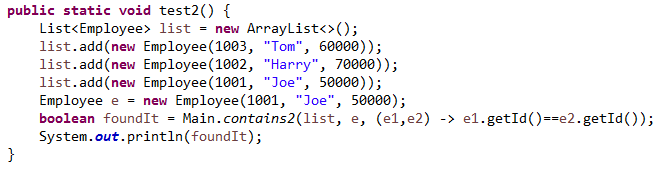 public static void test2() {
    List<Employee> list = new ArrayList<>();
    list.add(new Employee(1003, "Tom", 60000));
    list.add(new Employee(1002, "Harry", 70000));
    list.add(new Employee(1001, "Joe", 50000));
    Employee e = new Employee(1001, "Joe", 50000);
    boolean foundIt = Main.contains2(list, e, (e1,e2) -> e1.getId()==e2.getId());
    System.out.println(foundIt);
}